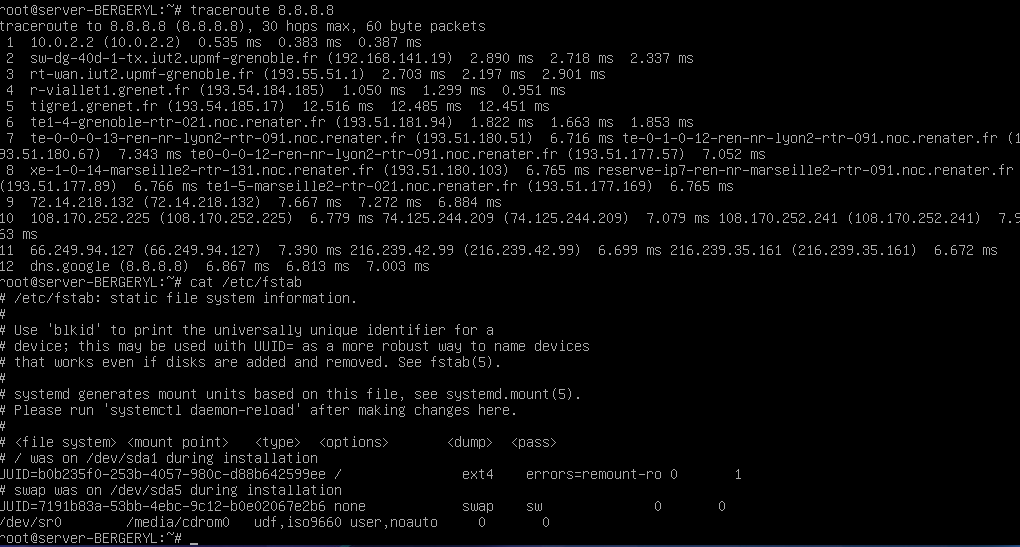 root@server-BERGERYL:~# traceroute 8.8.8.8
traceroute to 8.8.8.8 (8.8.8.8), 30 hops max, 60 byte packets
 1  10.0.2.2 (10.0.2.2)  0.535 ms  0.383 ms  0.387 ms
 2  sw-dg-40d-1-tx.iut2.upmf-grenoble.fr (192.168.141.19)  2.890 ms  2.718 ms  2.337 ms
 3  rt-wan.iut2.upmf-grenoble.fr (193.55.51.1)  2.703 ms  2.197 ms  2.901 ms
 4  r-viallet1.grenet.fr (193.54.184.185)  1.050 ms  1.299 ms  0.951 ms
 5  tigre1.grenet.fr (193.54.185.17)  12.516 ms  12.485 ms  12.451 ms
 6  te1-4-grenoble-rtr-021.noc.renater.fr (193.51.181.94)  1.822 ms  1.663 ms  1.853 ms
 7  te-0-0-0-13-ren-nr-lyon2-rtr-091.noc.renater.fr (193.51.180.51)  6.716 ms te-0-1-0-12-ren-nr-lyon2-rtr-091.noc.renater.fr (1
93.51.180.67)  7.343 ms te0-0-0-12-ren-nr-lyon2-rtr-091.noc.renater.fr (193.51.177.57)  7.052 ms
 8  xe-1-0-14-marseille2-rtr-131.noc.renater.fr (193.51.180.103)  6.765 ms reserve-ip7-ren-nr-marseille2-rtr-091.noc.renater.fr
(193.51.177.89)  6.766 ms te1-5-marseille2-rtr-021.noc.renater.fr (193.51.177.169)  6.765 ms
 9  72.14.218.132 (72.14.218.132)  7.667 ms  7.272 ms  6.884 ms
10  108.170.252.225 (108.170.252.225)  6.779 ms 74.125.244.209 (74.125.244.209)  7.079 ms 108.170.252.241 (108.170.252.241)  7.9
63 ms
11  66.249.94.127 (66.249.94.127)  7.390 ms 216.239.42.99 (216.239.42.99)  6.699 ms 216.239.35.161 (216.239.35.161)  6.672 ms
12  dns.google (8.8.8.8)  6.867 ms  6.813 ms  7.003 ms
root@server-BERGERYL:~# cat /etc/fstab
# /etc/fstab: static file system information.
#
# Use 'blkid' to print the universally unique identifier for a
# device; this may be used with UUID= as a more robust way to name devices
# that works even if disks are added and removed. See fstab(5).
#
# systemd generates mount units based on this file, see systemd.mount(5).
# Please run 'systemctl daemon-reload' after making changes here.
#
# <file system> <mount point>   <type>  <options>       <dump>  <pass>
# / was on /dev/sda1 during installation
UUID=b0b235f0-253b-4057-980c-d88b642599ee /               ext4    errors=remount-ro 0       1
# swap was on /dev/sda5 during installation
UUID=7191b83a-53bb-4ebc-9c12-b0e02067e2b6 none            swap    sw              0       0
/dev/sr0        /media/cdrom0   udf,iso9660 user,noauto     0       0
root@server-BERGERYL:~# _